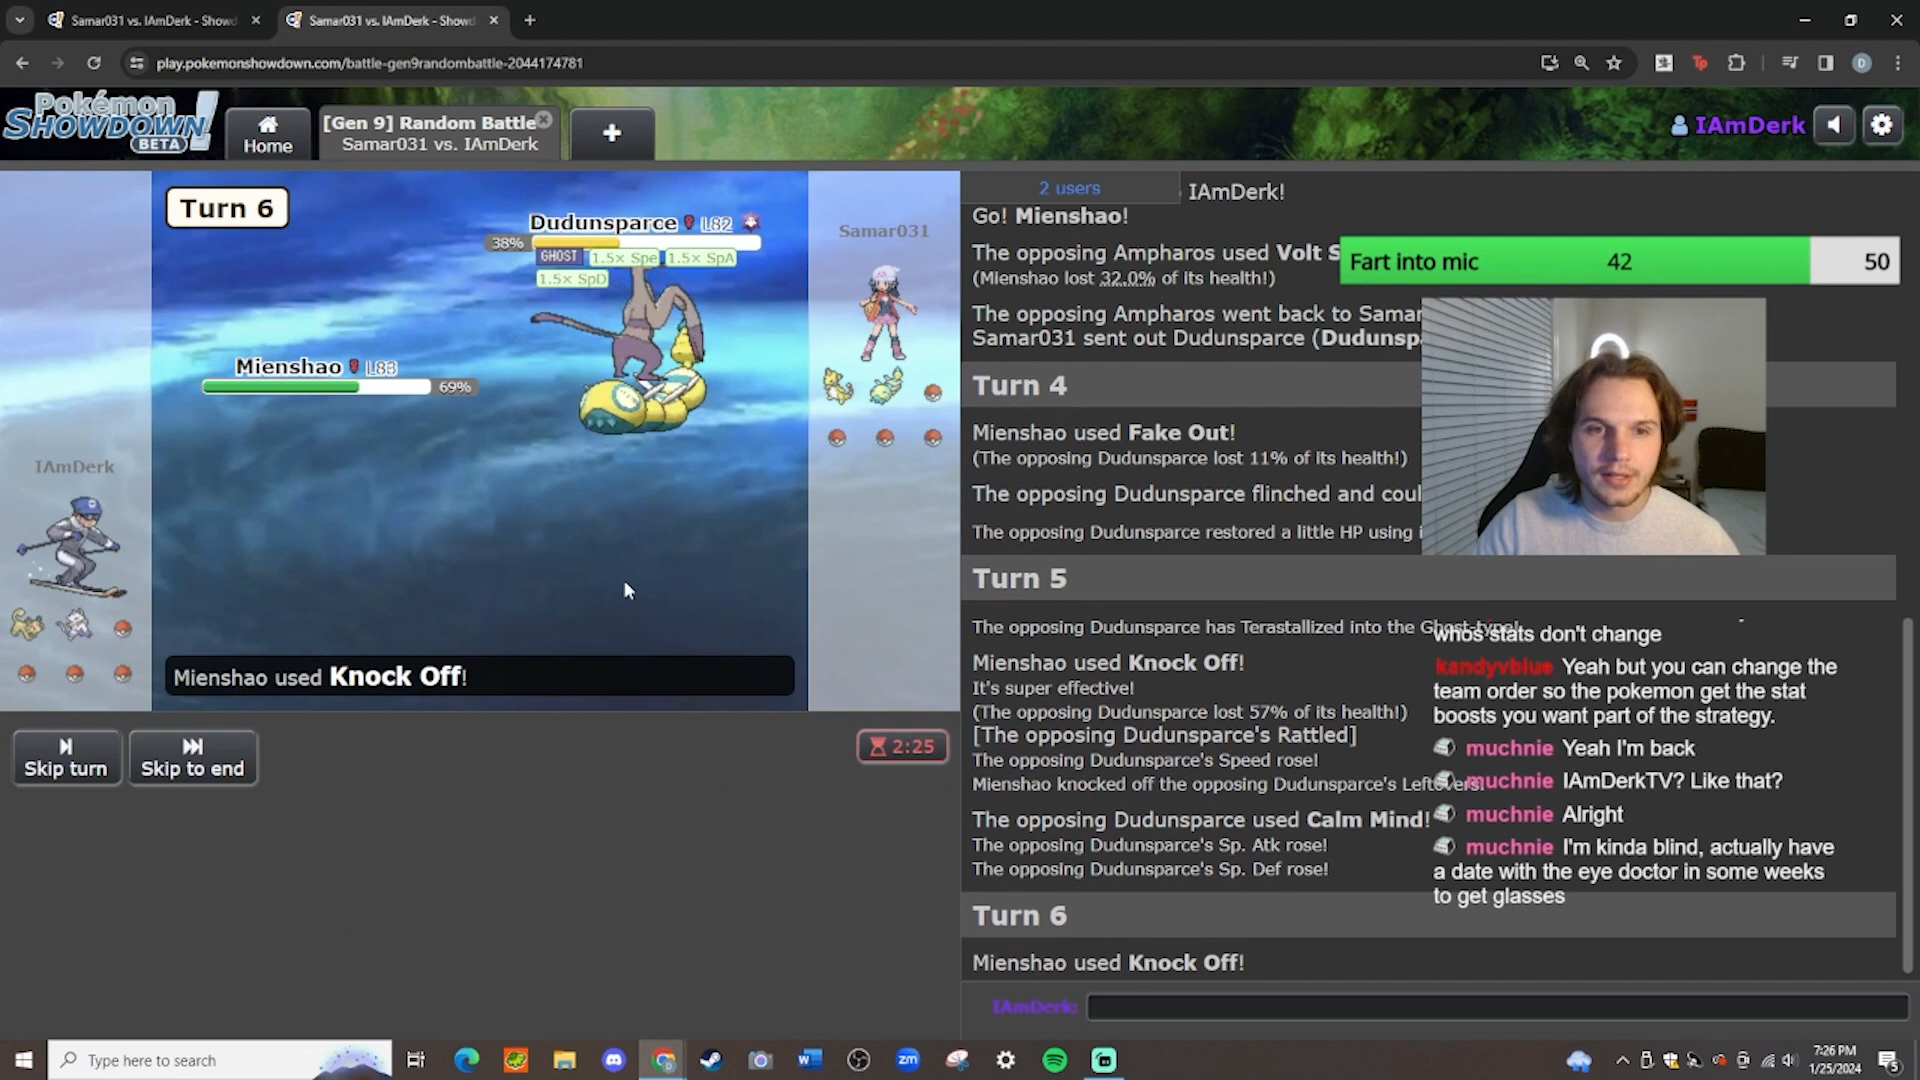 Samar031 vs. IAmDerk - Showd
Samar031 vs. IAmDerk - Showd
play.pokemonshowdown.com/battle-gen9randombattle-2044174781
Tp
D
Pokémon
SHOWDOWN!
BETA
Home
[Gen 9] Random Battle
Samar031 vs. IAmDerk
IAmDerk
Turn 6
Dudunsparce L82
38%
GHOST 1.5× Spe 1.5× SpA
1.5× SpD
Mienshao L83
69%
Samar031
IAmDerk
Mienshao used Knock Off!
Skip turn
Skip to end
2:25
2 users
IAmDerk!
Go! Mienshao!
The opposing Ampharos used Volt S
(Mienshao lost 32.0% of its health!)
The opposing Ampharos went back to Samar
Samar031 sent out Dudunsparce (Dudunsp
Fart into mic 42 50
Turn 4
Mienshao used Fake Out!
(The opposing Dudunsparce lost 11% of its health!)
The opposing Dudunsparce flinched and coul
The opposing Dudunsparce restored a little HP using i
Turn 5
The opposing Dudunsparce has Terastallized into the Ghost-type!
Mienshao used Knock Off!
It's super effective!
(The opposing Dudunsparce lost 57% of its health!)
[The opposing Dudunsparce's Rattled]
The opposing Dudunsparce's Speed rose!
Mienshao knocked off the opposing Dudunsparce's Leftovers!
The opposing Dudunsparce used Calm Mind!
The opposing Dudunsparce's Sp. Atk rose!
The opposing Dudunsparce's Sp. Def rose!
Turn 6
Mienshao used Knock Off!
IAmDerk:
whos stats don't change
kandyvblue Yeah but you can change the
team order so the pokemon get the stat
boosts you want part of the strategy.
muchnie Yeah I'm back
muchnie IAmDerkTV? Like that?
muchnie Alright
muchnie I'm kinda blind, actually have
a date with the eye doctor in some weeks
to get glasses
Type here to search
zm
7:26 PM
1/25/2024
5